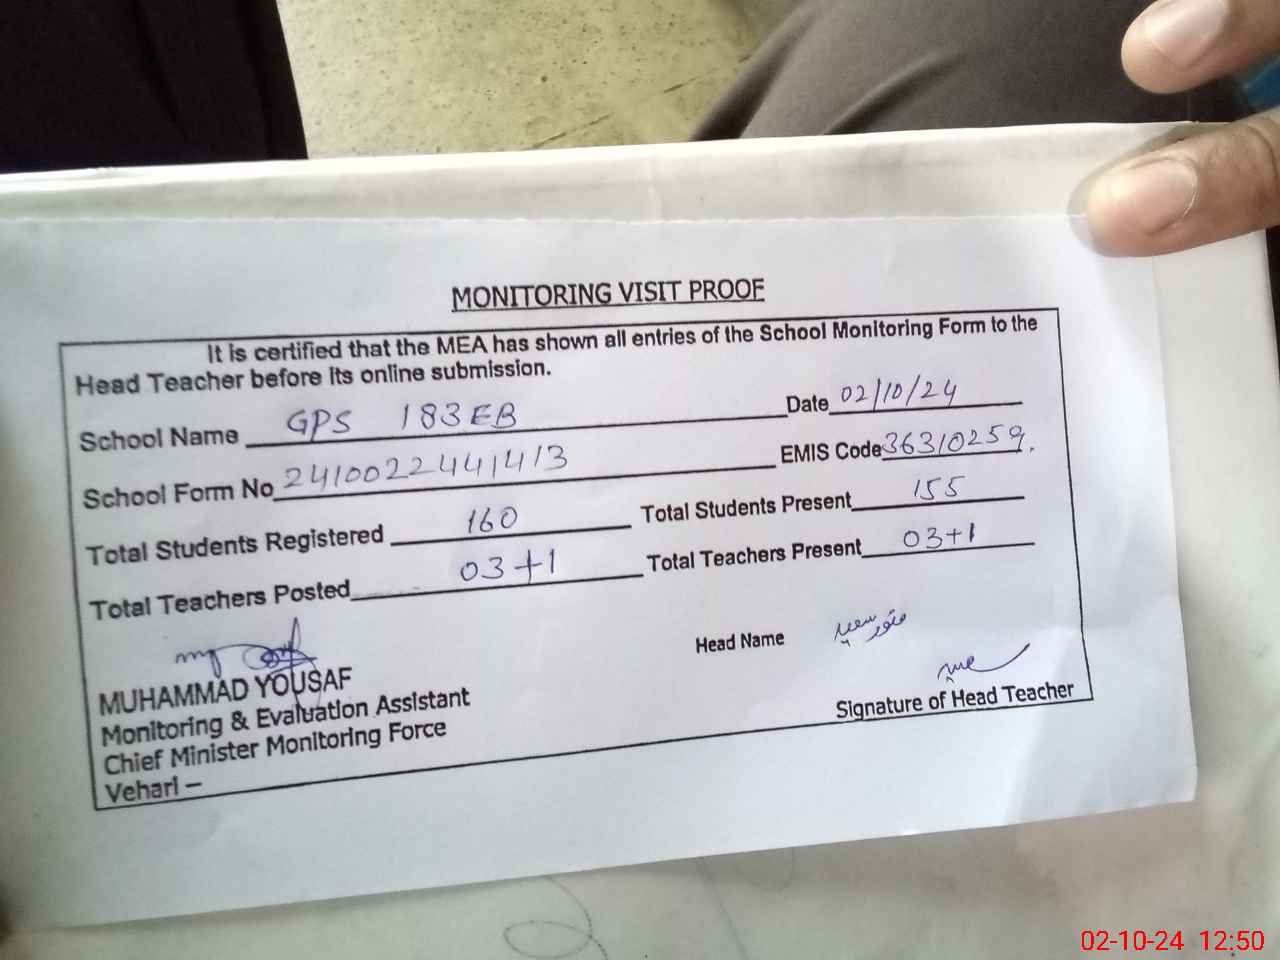 MONITORING VISIT PROOF
It is certified that the MEA has shown all entries of the School Monitoring Form to the
Head Teacher before its online submission.
School Name GPS 183EB Date 02/10/24
School Form No 2410022441413 EMIS Code 36310259.
Total Students Registered 160 Total Students Present 155
Total Teachers Posted 03+1 Total Teachers Present 03+1
Head Name سعید
MUHAMMAD YOUSAF
Monitoring & Evaluation Assistant
Signature of Head Teacher
Chief Minister Monitoring Force
Vehari –
02-10-24 12:50